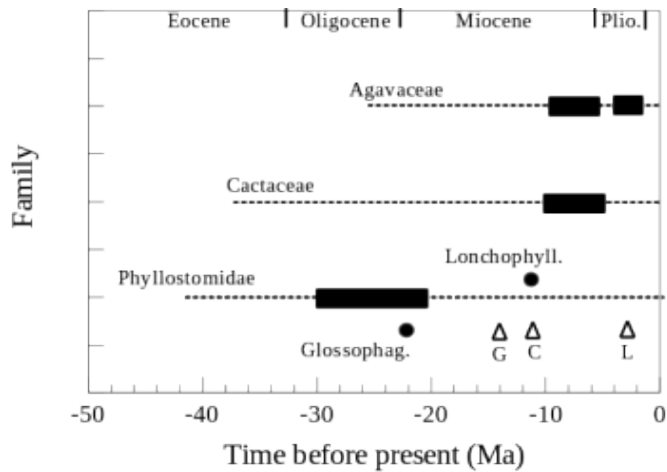 Eocene Oligocene Miocene Plio.
Agavaceae
Cactaceae
Lonchophyll.
Phyllostomidae
Glossophag. G C L
-50 -40 -30 -20 -10 0
Time before present (Ma)
Family